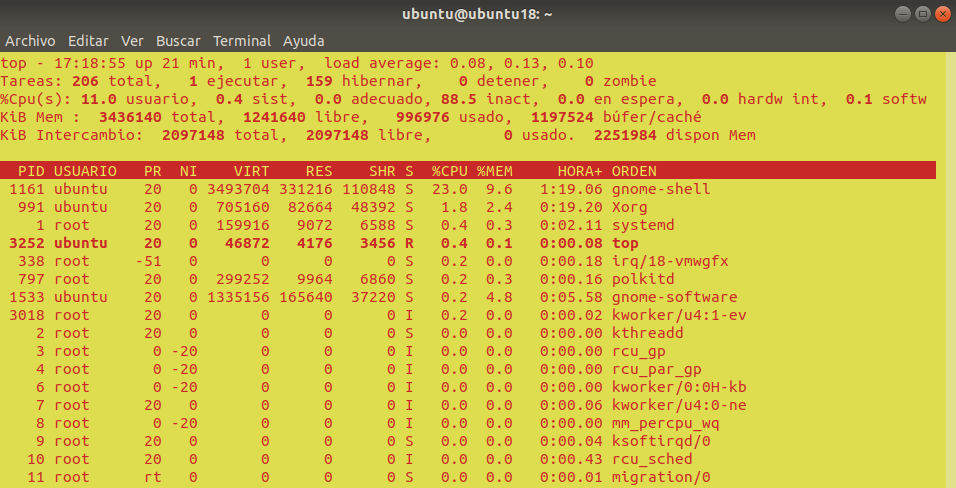 ubuntu@ubuntu18: ~
Archivo Editar Ver Buscar Terminal Ayuda
top - 17:18:55 up 21 min,  1 user,  load average: 0.08, 0.13, 0.10
Tareas: 206 total,   1 ejecutar,  159 hibernar,    0 detener,    0 zombie
%Cpu(s): 11.0 usuario,  0.4 sist,  0.0 adecuado, 88.5 inact,  0.0 en espera,  0.0 hardw int,  0.1 softw
KiB Mem :  3436140 total,  1241640 libre,   996976 usado,  1197524 búfer/caché
KiB Intercambio:  2097148 total,  2097148 libre,        0 usado.  2251984 dispon Mem
PID USUARIO   PR  NI    VIRT    RES    SHR S  %CPU %MEM     HORA+ ORDEN
1161 ubuntu    20   0 3493704 331216 110848 S  23.0  9.6   1:19.06 gnome-shell
991 ubuntu    20   0  705160  82664  48392 S   1.8  2.4   0:19.20 Xorg
1 root      20   0  159916   9072   6588 S   0.4  0.3   0:02.11 systemd
3252 ubuntu    20   0   46872   4176   3456 R   0.4  0.1   0:00.08 top
338 root     -51   0       0      0      0 S   0.2  0.0   0:00.18 irq/18-vmwgfx
797 root      20   0  299252   9964   6860 S   0.2  0.3   0:00.16 polkitd
1533 ubuntu    20   0 1335156 165640  37220 S   0.2  4.8   0:05.58 gnome-software
3018 root      20   0       0      0      0 I   0.2  0.0   0:00.02 kworker/u4:1-ev
2 root      20   0       0      0      0 S   0.0  0.0   0:00.00 kthreadd
3 root       0 -20       0      0      0 I   0.0  0.0   0:00.00 rcu_gp
4 root       0 -20       0      0      0 I   0.0  0.0   0:00.00 rcu_par_gp
6 root       0 -20       0      0      0 I   0.0  0.0   0:00.00 kworker/0:0H-kb
7 root      20   0       0      0      0 I   0.0  0.0   0:00.06 kworker/u4:0-ne
8 root       0 -20       0      0      0 I   0.0  0.0   0:00.00 mm_percpu_wq
9 root      20   0       0      0      0 S   0.0  0.0   0:00.04 ksoftirqd/0
10 root      20   0       0      0      0 I   0.0  0.0   0:00.43 rcu_sched
11 root      rt   0       0      0      0 S   0.0  0.0   0:00.01 migration/0